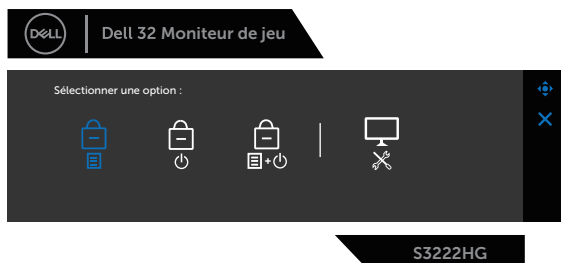 DELL
Dell 32 Moniteur de jeu
Sélectionner une option :
S3222HG